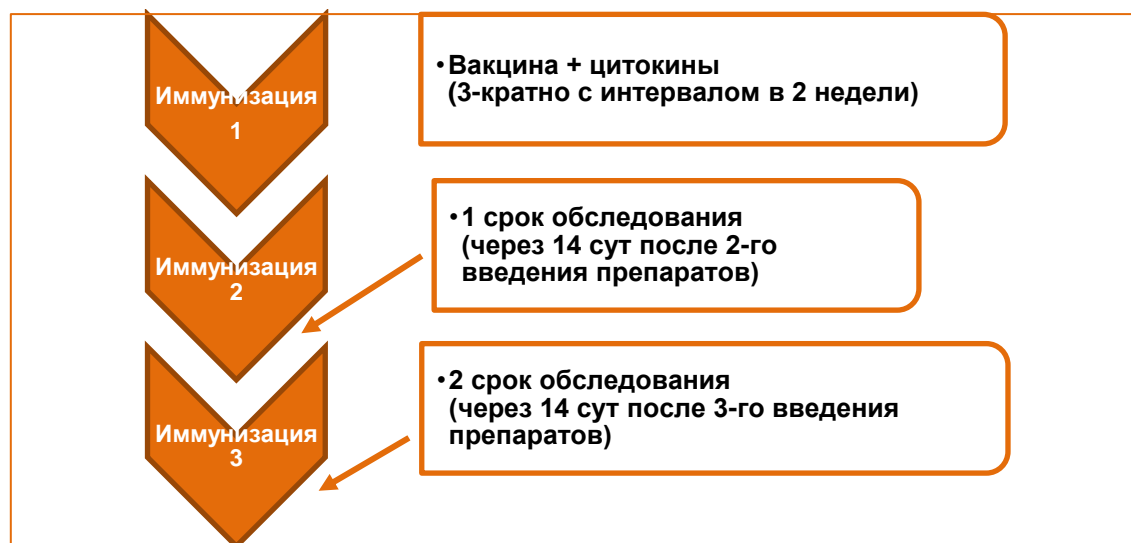 Иммунизация
1
•Вакцина + цитокины
(3-кратно с интервалом в 2 недели)
Иммунизация
2
•1 срок обследования
(через 14 сут после 2-го
введения препаратов)
Иммунизация
3
•2 срок обследования
(через 14 сут после 3-го введения
препаратов)